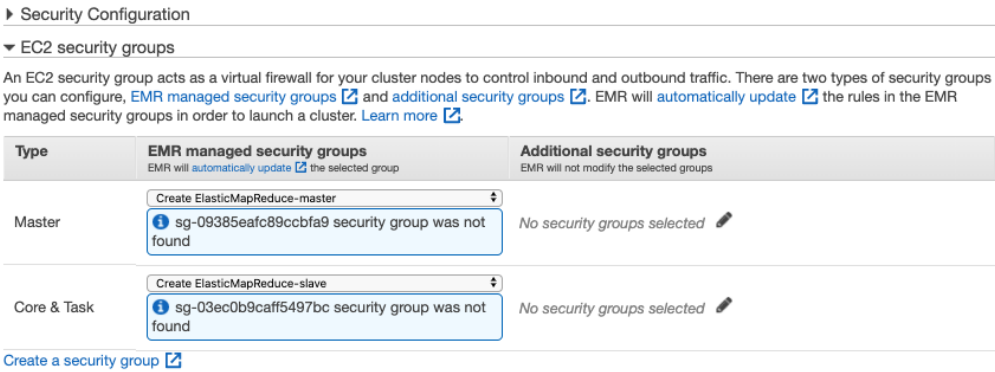 Security Configuration
EC2 security groups
An EC2 security group acts as a virtual firewall for your cluster nodes to control inbound and outbound traffic. There are two types of security groups
you can configure, EMR managed security groups and additional security groups . EMR will automatically update the rules in the EMR
managed security groups in order to launch a cluster. Learn more .
Type EMR managed security groups Additional security groups
EMR will automatically update the selected group EMR will not modify the selected groups
Create ElasticMapReduce-master
Master sg-09385eafc89ccbfa9 security group was not No security groups selected
found
Create ElasticMapReduce-slave
Core & Task sg-03ec0b9caff5497bc security group was not No security groups selected
found
Create a security group